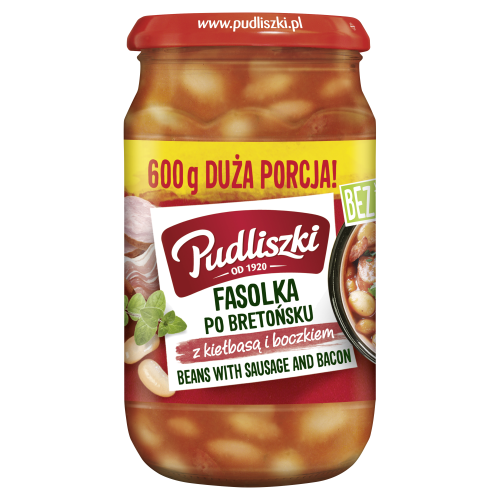 www.pudliszki.pl
600g DUŻA PORCJA!
BEZ
Pudliszki
OD 1920
FASOLKA
PO BRETOŃSKU
z kiełbasą i boczkiem
BEANS WITH SAUSAGE AND BACON